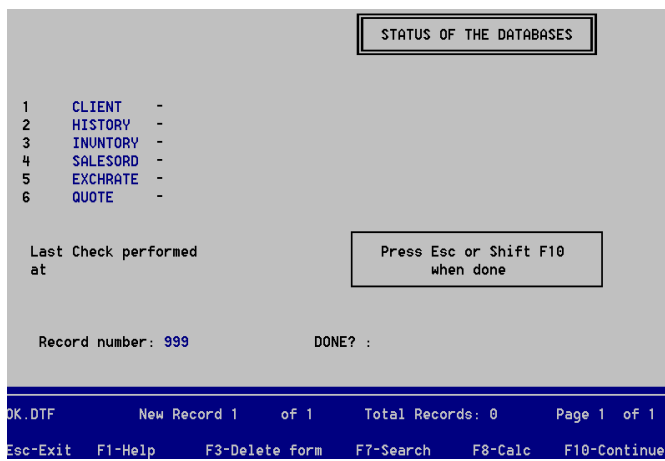 STATUS OF THE DATABASES
1 CLIENT -
2 HISTORY -
3 INVNTORY -
4 SALESORD -
5 EXCHRATE -
6 QUOTE -
Last Check performed
at
Press Esc or Shift F10
when done
Record number: 999 DONE? :
OK.DTF New Record 1 of 1 Total Records: 0 Page 1 of 1
Esc-Exit F1-Help F3-Delete form F7-Search F8-Calc F10-Continue